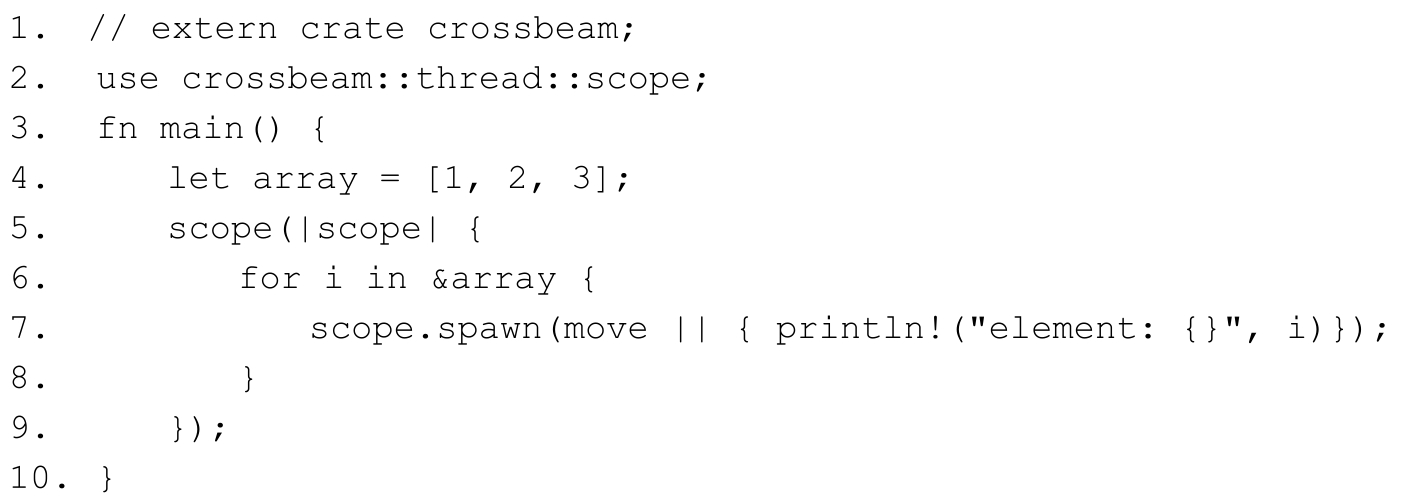 1. // extern crate crossbeam;
2. use crossbeam::thread::scope;
3. fn main() {
4. let array = [1, 2, 3];
5. scope(|scope| {
6. for i in &array {
7. scope.spawn(move || { println!("element: {}", i)});
8. }
9. });
10. }